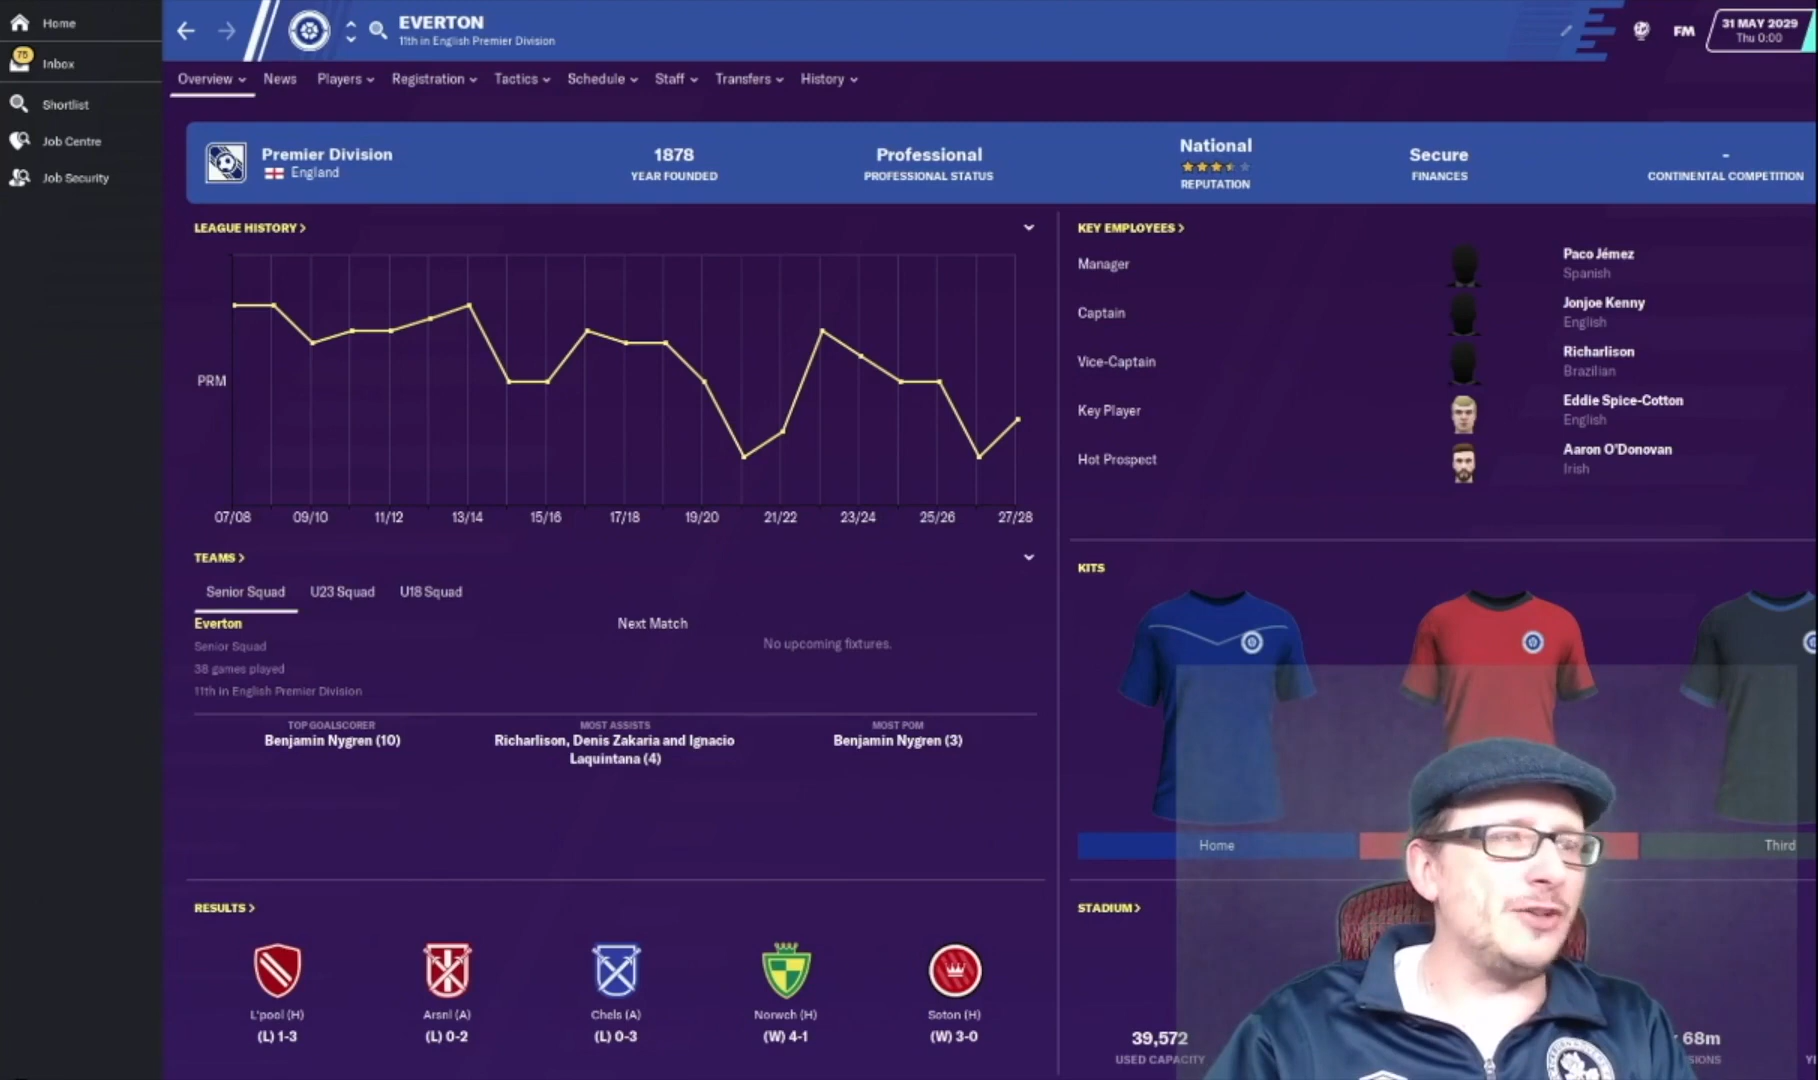 Home
75
Inbox
Shortlist
Job Centre
Job Security
EVERTON
11th in English Premier Division
FM
31 MAY 2029
Thu 0:00
Overview
News
Players
Registration
Tactics
Schedule
Staff
Transfers
History
Premier Division
England
1878
YEAR FOUNDED
Professional
PROFESSIONAL STATUS
National
REPUTATION
Secure
FINANCES
-
CONTINENTAL COMPETITION
LEAGUE HISTORY >
PRM
07/08 09/10 11/12 13/14 15/16 17/18 19/20 21/22 23/24 25/26 27/28
KEY EMPLOYEES >
Manager
Paco Jémez
Spanish
Captain
Jonjoe Kenny
English
Vice-Captain
Richarlison
Brazilian
Key Player
Eddie Spice-Cotton
English
Hot Prospect
Aaron O'Donovan
Irish
TEAMS >
Senior Squad U23 Squad U18 Squad
Everton
Senior Squad
38 games played
11th in English Premier Division
Next Match
No upcoming fixtures.
TOP GOALSCORER
Benjamin Nygren (10)
MOST ASSISTS
Richarlison, Denis Zakaria and Ignacio
Laquintana (4)
MOST POM
Benjamin Nygren (3)
KITS
Home
Third
RESULTS >
L'pool (H)
(L) 1-3
Arsnl (A)
(L) 0-2
Chels (A)
(L) 0-3
Norwch (H)
(W) 4-1
Soton (H)
(W) 3-0
STADIUM >
39,572
USED CAPACITY
68m